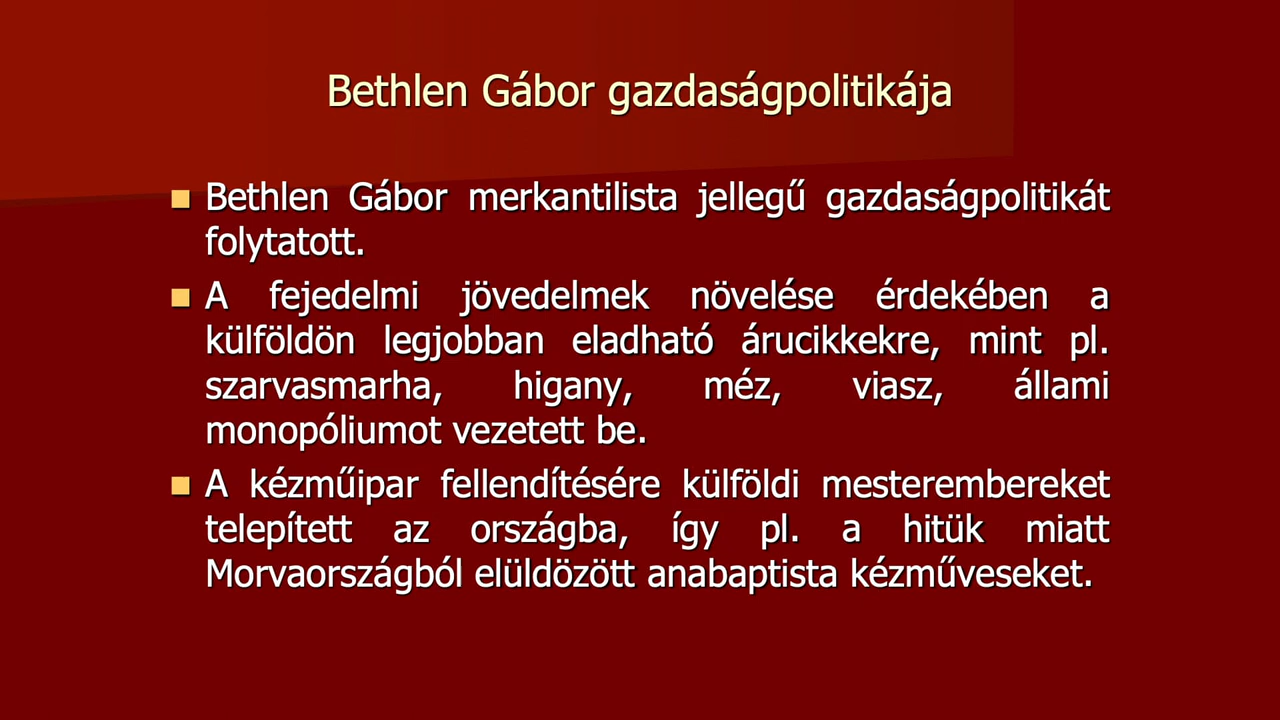 Bethlen Gábor gazdaságpolitikája
Bethlen Gábor merkantilista jellegű gazdaságpolitikát
folytatott.
A fejedelmi jövedelmek növelése érdekében a
külföldön legjobban eladható árucikkekre, mint pl.
szarvasmarha, higany, méz, viasz, állami
monopóliumot vezetett be.
A kézműipar fellendítésére külföldi mesterembereket
telepített az országba, így pl. a hitük miatt
Morvaországból elüldözött anabaptista kézműveseket.